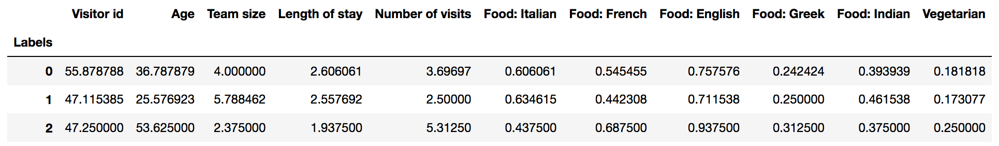 Visitor id Age Team size Length of stay Number of visits Food: Italian Food: French Food: English Food: Greek Food: Indian Vegetarian
Labels
0 55.878788 36.787879 4.000000 2.606061 3.69697 0.606061 0.545455 0.757576 0.242424 0.393939 0.181818
1 47.115385 25.576923 5.788462 2.557692 2.50000 0.634615 0.442308 0.711538 0.250000 0.461538 0.173077
2 47.250000 53.625000 2.375000 1.937500 5.31250 0.437500 0.687500 0.937500 0.312500 0.375000 0.250000